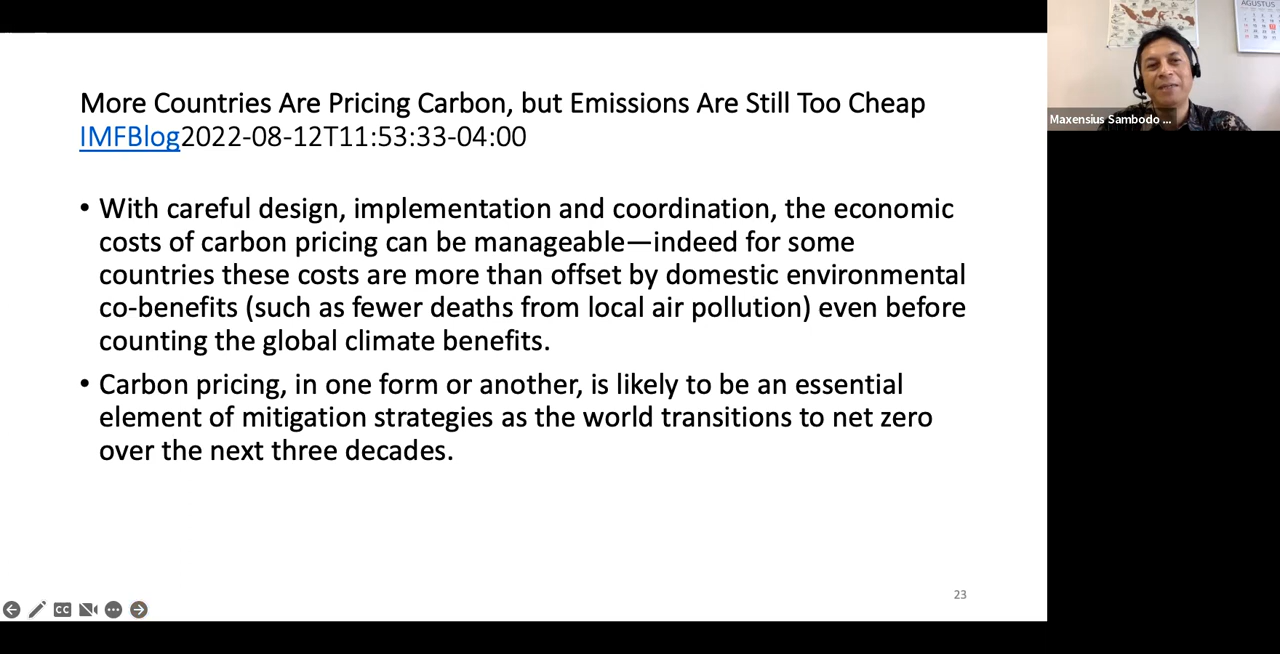 More Countries Are Pricing Carbon, but Emissions Are Still Too Cheap
IMFBlog2022-08-12T11:53:33-04:00
• With careful design, implementation and coordination, the economic
costs of carbon pricing can be manageable—indeed for some
countries these costs are more than offset by domestic environmental
co-benefits (such as fewer deaths from local air pollution) even before
counting the global climate benefits.
• Carbon pricing, in one form or another, is likely to be an essential
element of mitigation strategies as the world transitions to net zero
over the next three decades.
23
CC
AGUSTUS
Maxensius Sambodo ...